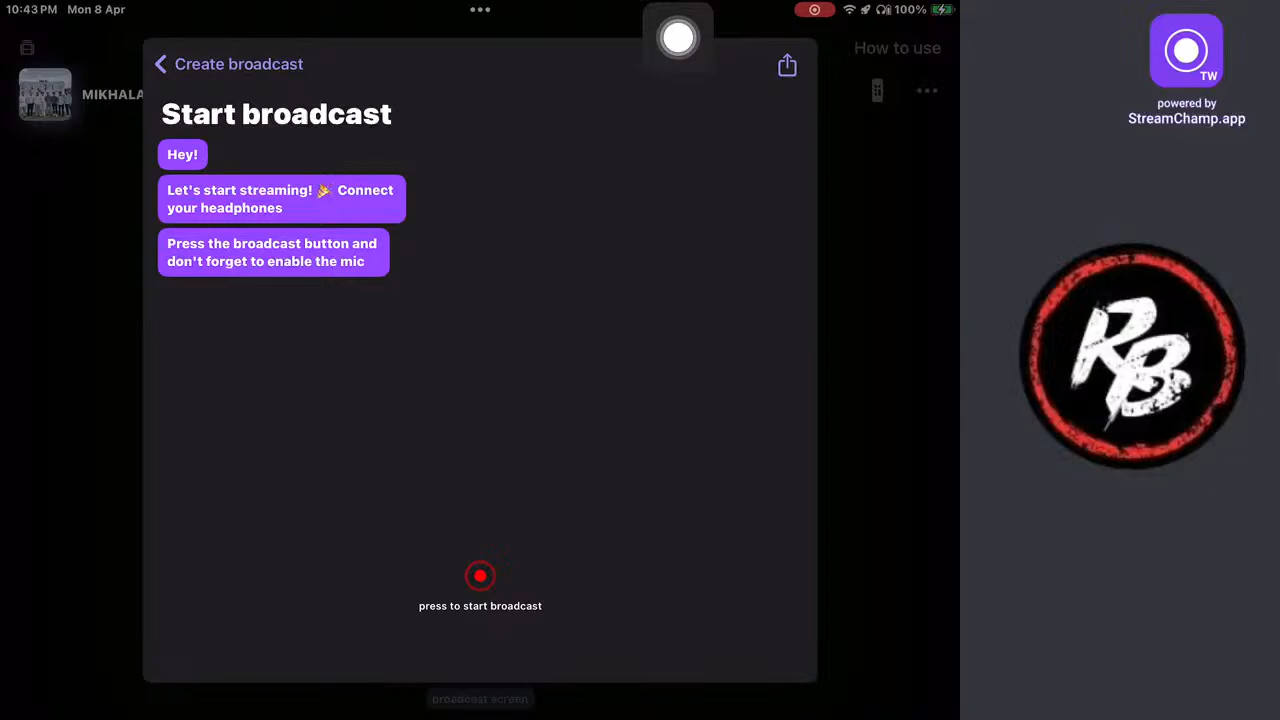 10:43 PM Mon 8 Apr
100%
How to use
MIKHALA
Create broadcast
Start broadcast
Hey!
Let's start streaming! 🎉 Connect
your headphones
Press the broadcast button and
don't forget to enable the mic
press to start broadcast
broadcast screen
TW
powered by
StreamChamp.app
RB